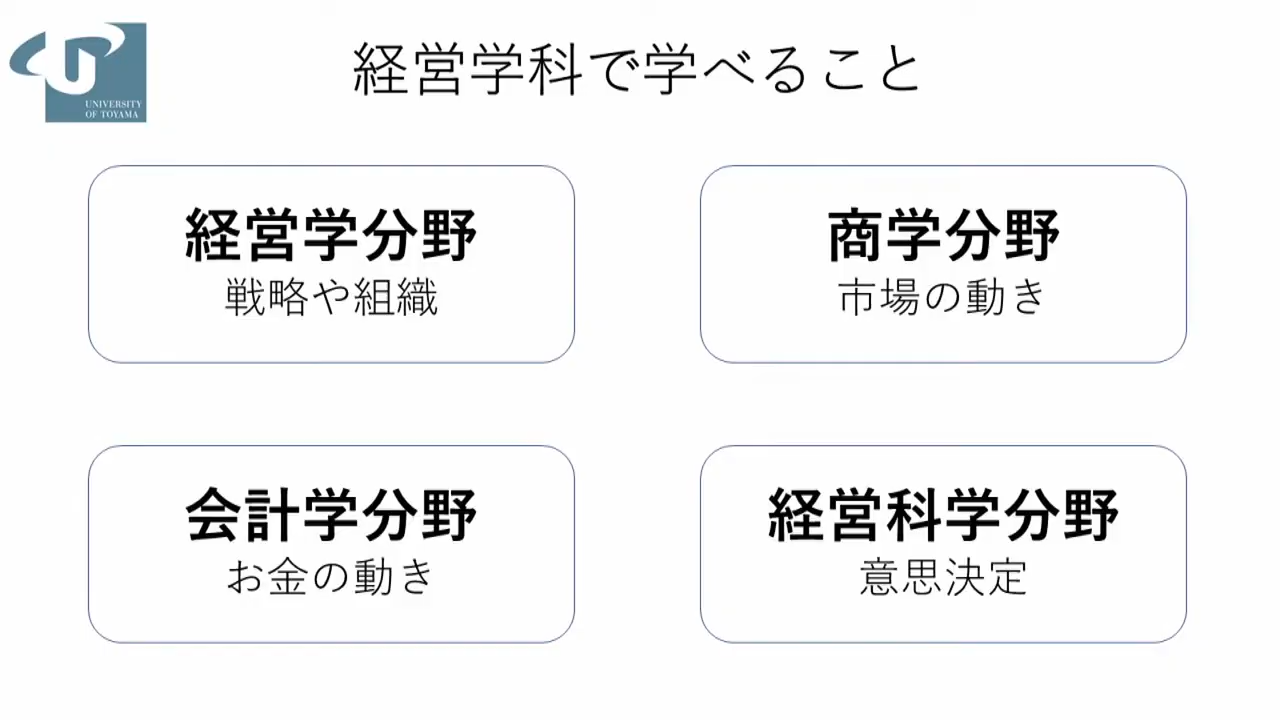 UNIVERSITY
OF TOYAMA
経営学科で学べること
経営学分野
戦略や組織
商学分野
市場の動き
会計学分野
お金の動き
経営科学分野
意思決定